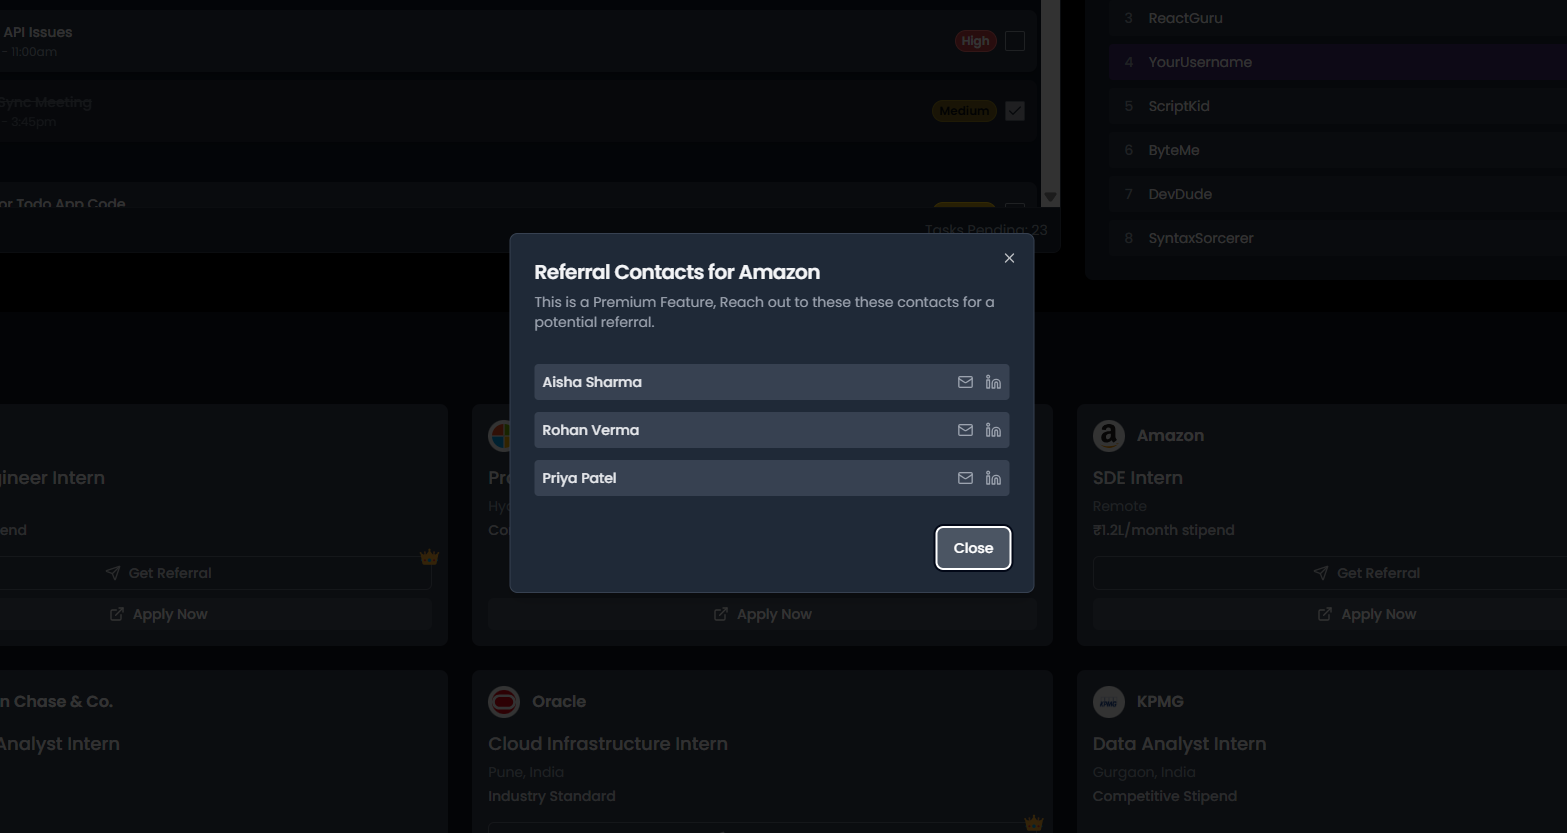 API Issues
- 11:00am
High
Sync Meeting
- 3:45pm
Medium
or Todo App Code
Tasks Pending: 23
3 ReactGuru
4 YourUsername
5 ScriptKid
6 ByteMe
7 DevDude
8 SyntaxSorcerer
Referral Contacts for Amazon
This is a Premium Feature, Reach out to these these contacts for a
potential referral.
Aisha Sharma
Rohan Verma
Priya Patel
Close
gineer Intern
end
Get Referral
Apply Now
Pro
Hyd
Co
Apply Now
Amazon
SDE Intern
Remote
₹1.2L/month stipend
Get Referral
Apply Now
n Chase & Co.
Analyst Intern
Oracle
Cloud Infrastructure Intern
Pune, India
Industry Standard
KPMG
KPMG
Data Analyst Intern
Gurgaon, India
Competitive Stipend